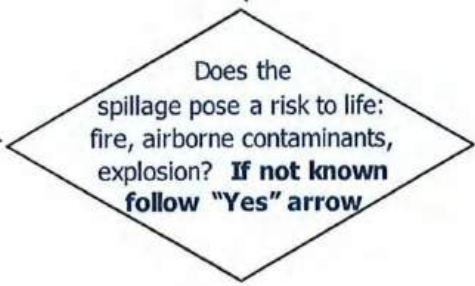 Does the
spillage pose a risk to life:
fire, airborne contaminants,
explosion? If not known
follow "Yes" arrow